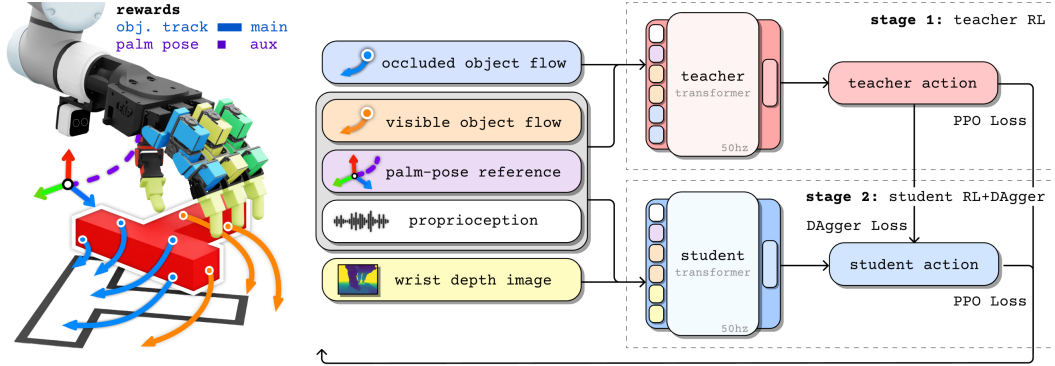 rewards
obj. track main
palm pose aux
occluded object flow
visible object flow
palm-pose reference
proprioception
wrist depth image
stage 1: teacher RL
teacher
transformer
50hz
teacher action
PPO Loss
stage 2: student RL+DAgger
DAgger Loss
student
transformer
50hz
student action
PPO Loss